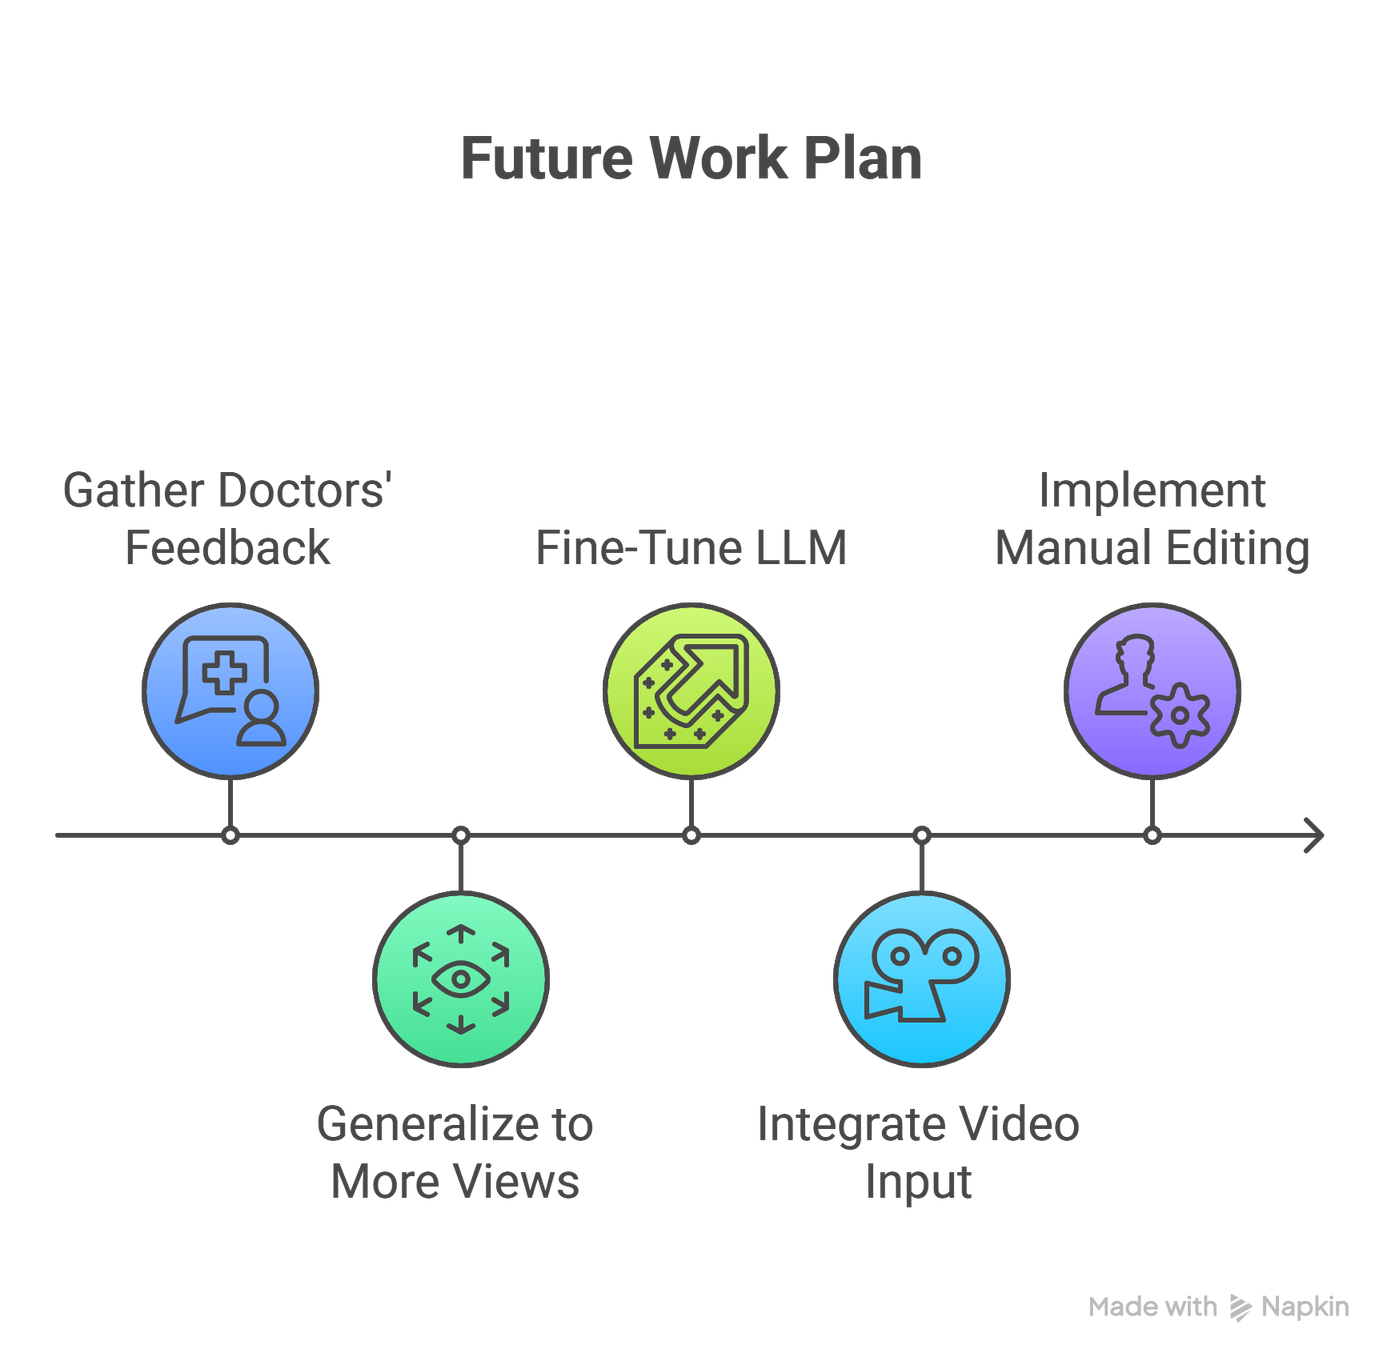 Future Work Plan
Gather Doctors'
Feedback
Fine-Tune LLM
Implement
Manual Editing
Generalize to
More Views
Integrate Video
Input
Made with Napkin